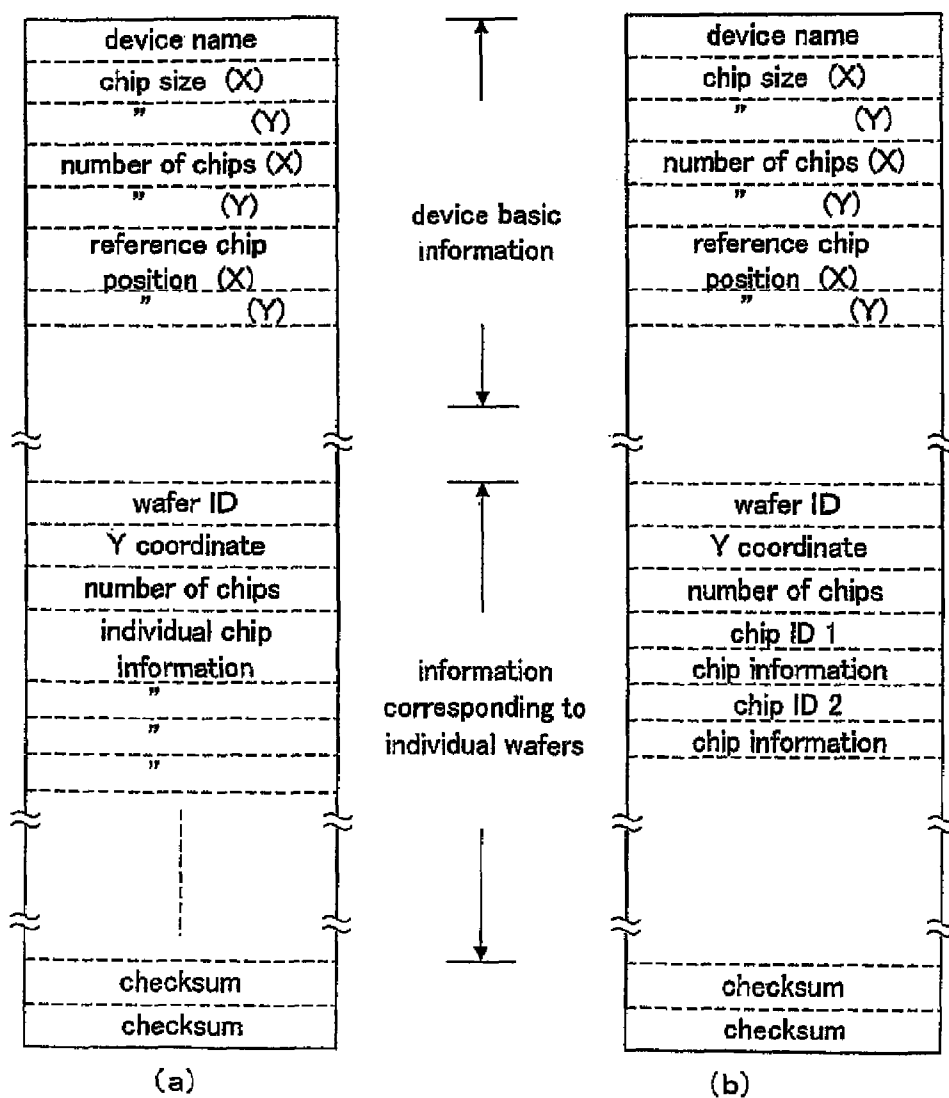 device name
chip size (X)
" (Y)
number of chips (X)
" (Y)
reference chip
position (X)
" (Y)
wafer ID
Y coordinate
number of chips
individual chip
information
"
"
"
checksum
checksum
(a)
device basic
information
information
corresponding to
individual wafers
device name
chip size (X)
" (Y)
number of chips (X)
" (Y)
reference chip
position (X)
" (Y)
wafer ID
Y coordinate
number of chips
chip ID 1
chip information
chip ID 2
chip information
checksum
checksum
(b)